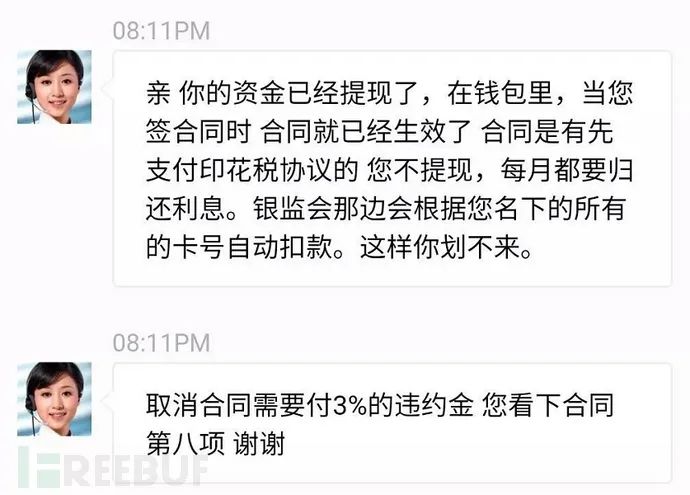 08:11PM
亲 你的资金已经提现了，在钱包里，当您
签合同时 合同就已经生效了 合同是有先
支付印花税协议的 您不提现，每月都要归
还利息。银监会那边会根据您名下的所有
的卡号自动扣款。这样你划不来。
08:11PM
取消合同需要付3%的违约金 您看下合同
第八项 谢谢
FREEBUF